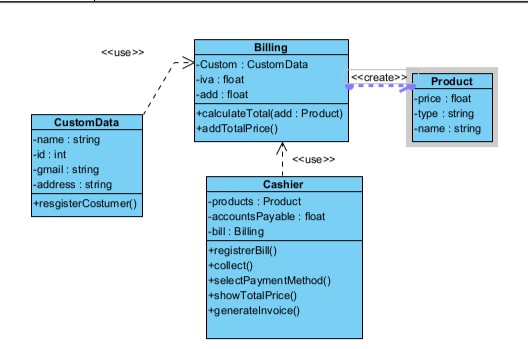 <<use>>
Billing
-Custom : CustomData
-iva : float
-add : float
+calculateTotal(add : Product)
+addTotalPrice()
<<create>>
Product
-price : float
-type : string
-name : string
CustomData
-name : string
-id : int
-gmail : string
-address : string
+resgisterCostumer()
<<use>>
Cashier
-products : Product
-accountsPayable : float
-bill : Billing
+registrerBill()
+collect()
+selectPaymentMethod()
+showTotalPrice()
+generateInvoice()